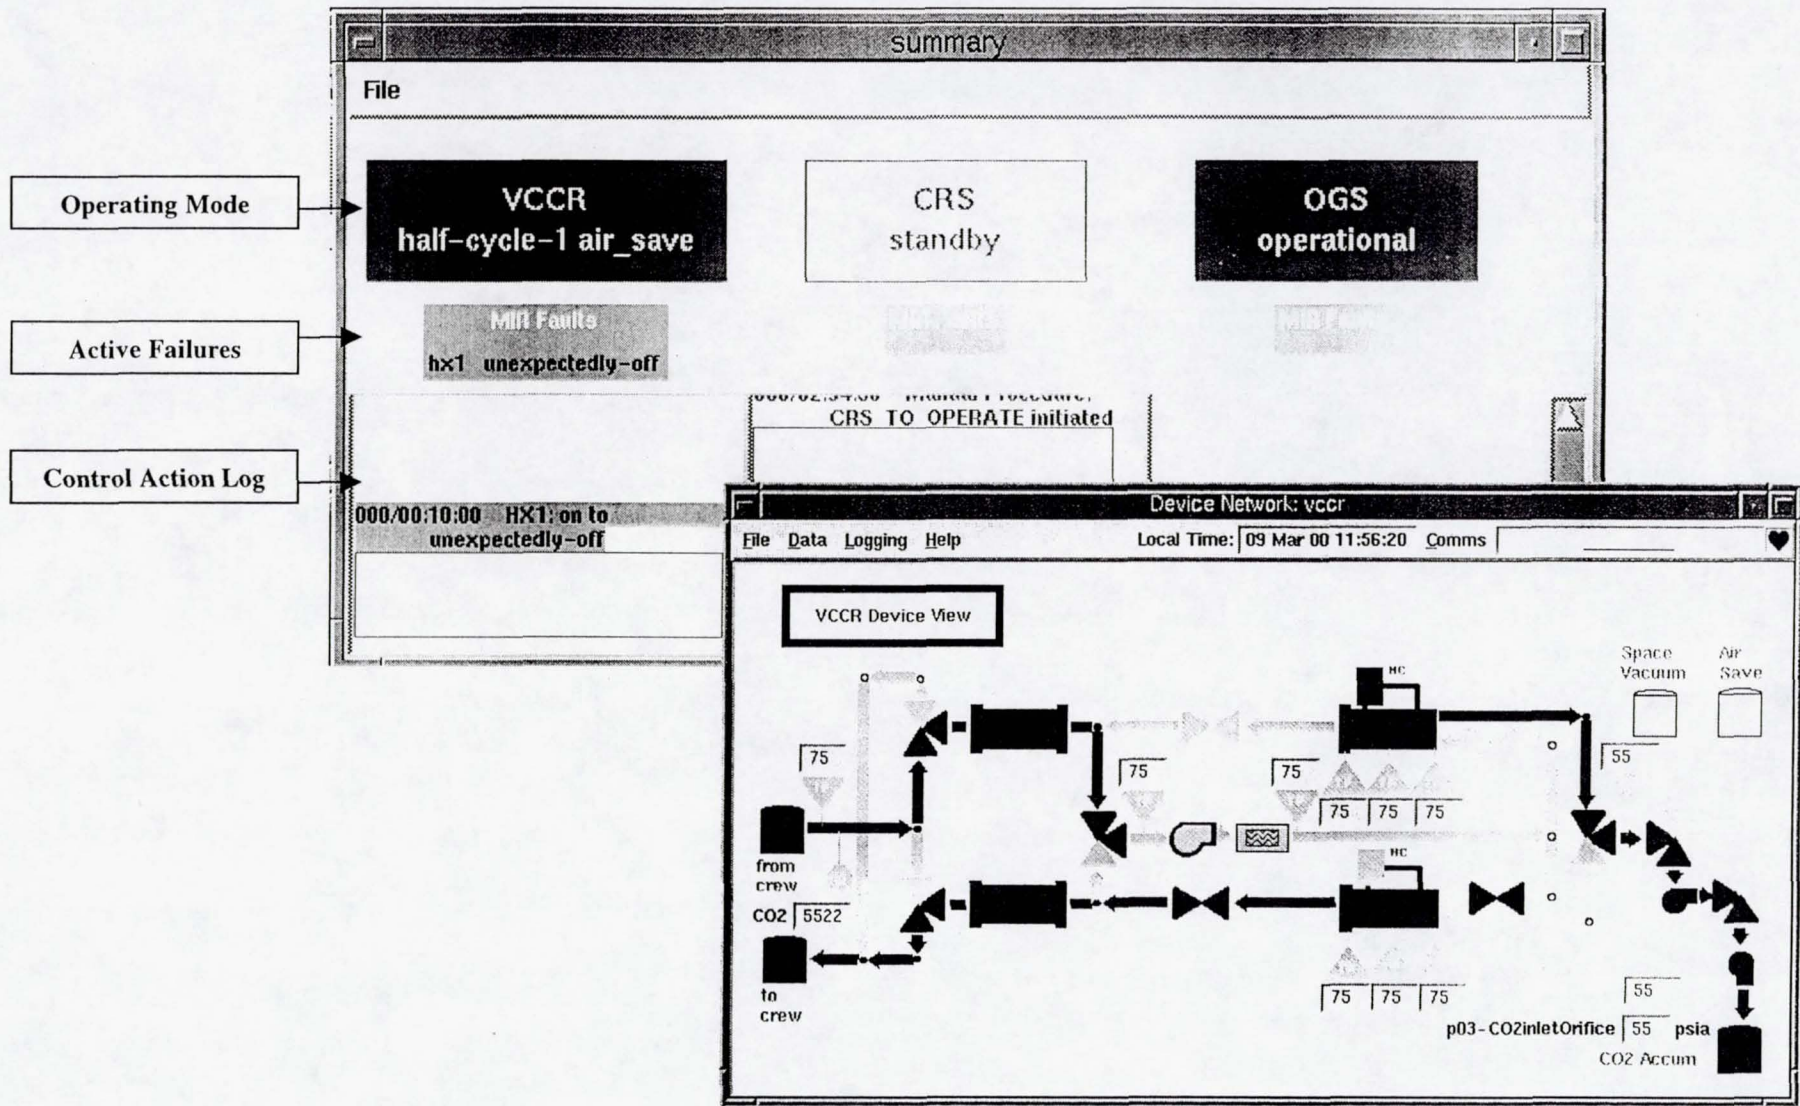 summary
File
Operating Mode
VCCR
half-cycle-1 air_save
CRS
standby
OGS
operational
Active Failures
MIR Faults
hx1 unexpectedly-off
Control Action Log
CRS TO OPERATE initiated
000/00:10:00 HX1: on to
unexpectedly-off
Device Network: vccr
File Data Logging Help
Local Time: 09 Mar 00 11:56:20 Comms
VCCR Device View
Space
Vacuum
Air
Save
HC
75
75
75
55
75 75 75
from
crew
HC
CO2 5522
to
crew
75 75 75
55
p03-CO2inletOrifice 55 psia
CO2 Accum